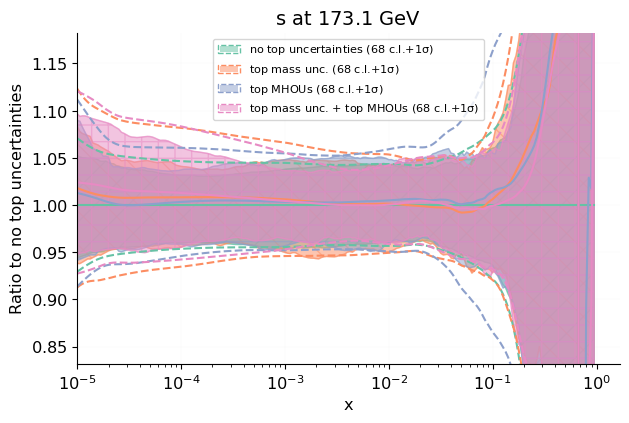 s at 173.1 GeV
no top uncertainties (68 c.l.+1σ)
top mass unc. (68 c.l.+1σ)
top MHOUs (68 c.l.+1σ)
top mass unc. + top MHOUs (68 c.l.+1σ)
Ratio to no top uncertainties
1.15
1.10
1.05
1.00
0.95
0.90
0.85
10⁻⁵ 10⁻⁴ 10⁻³ 10⁻² 10⁻¹ 10⁰
x